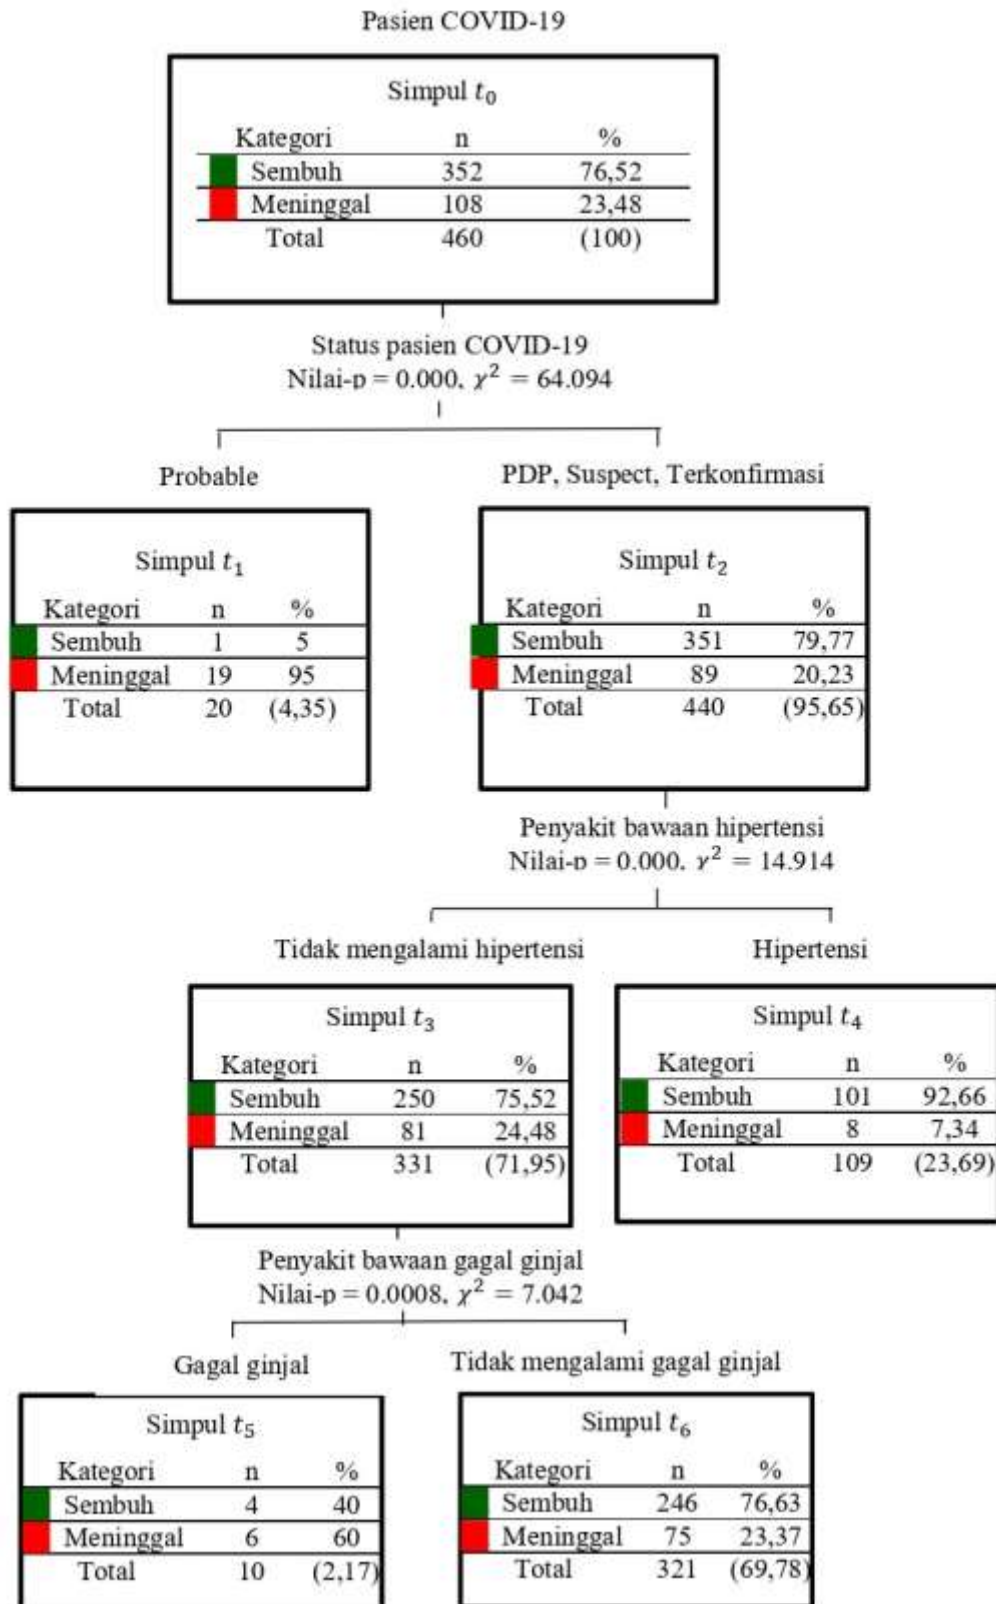 Pasien COVID-19
Simpul t₀
Kategori n %
Sembuh 352 76,52
Meninggal 108 23,48
Total 460 (100)
Status pasien COVID-19
Nilai-p = 0.000, χ² = 64.094
Probable
PDP, Suspect, Terkonfirmasi
Simpul t₁
Kategori n %
Sembuh 1 5
Meninggal 19 95
Total 20 (4,35)
Simpul t₂
Kategori n %
Sembuh 351 79,77
Meninggal 89 20,23
Total 440 (95,65)
Penyakit bawaan hipertensi
Nilai-p = 0.000, χ² = 14.914
Tidak mengalami hipertensi
Hipertensi
Simpul t₃
Kategori n %
Sembuh 250 75,52
Meninggal 81 24,48
Total 331 (71,95)
Simpul t₄
Kategori n %
Sembuh 101 92,66
Meninggal 8 7,34
Total 109 (23,69)
Penyakit bawaan gagal ginjal
Nilai-p = 0.0008, χ² = 7.042
Gagal ginjal
Tidak mengalami gagal ginjal
Simpul t₅
Kategori n %
Sembuh 4 40
Meninggal 6 60
Total 10 (2,17)
Simpul t₆
Kategori n %
Sembuh 246 76,63
Meninggal 75 23,37
Total 321 (69,78)